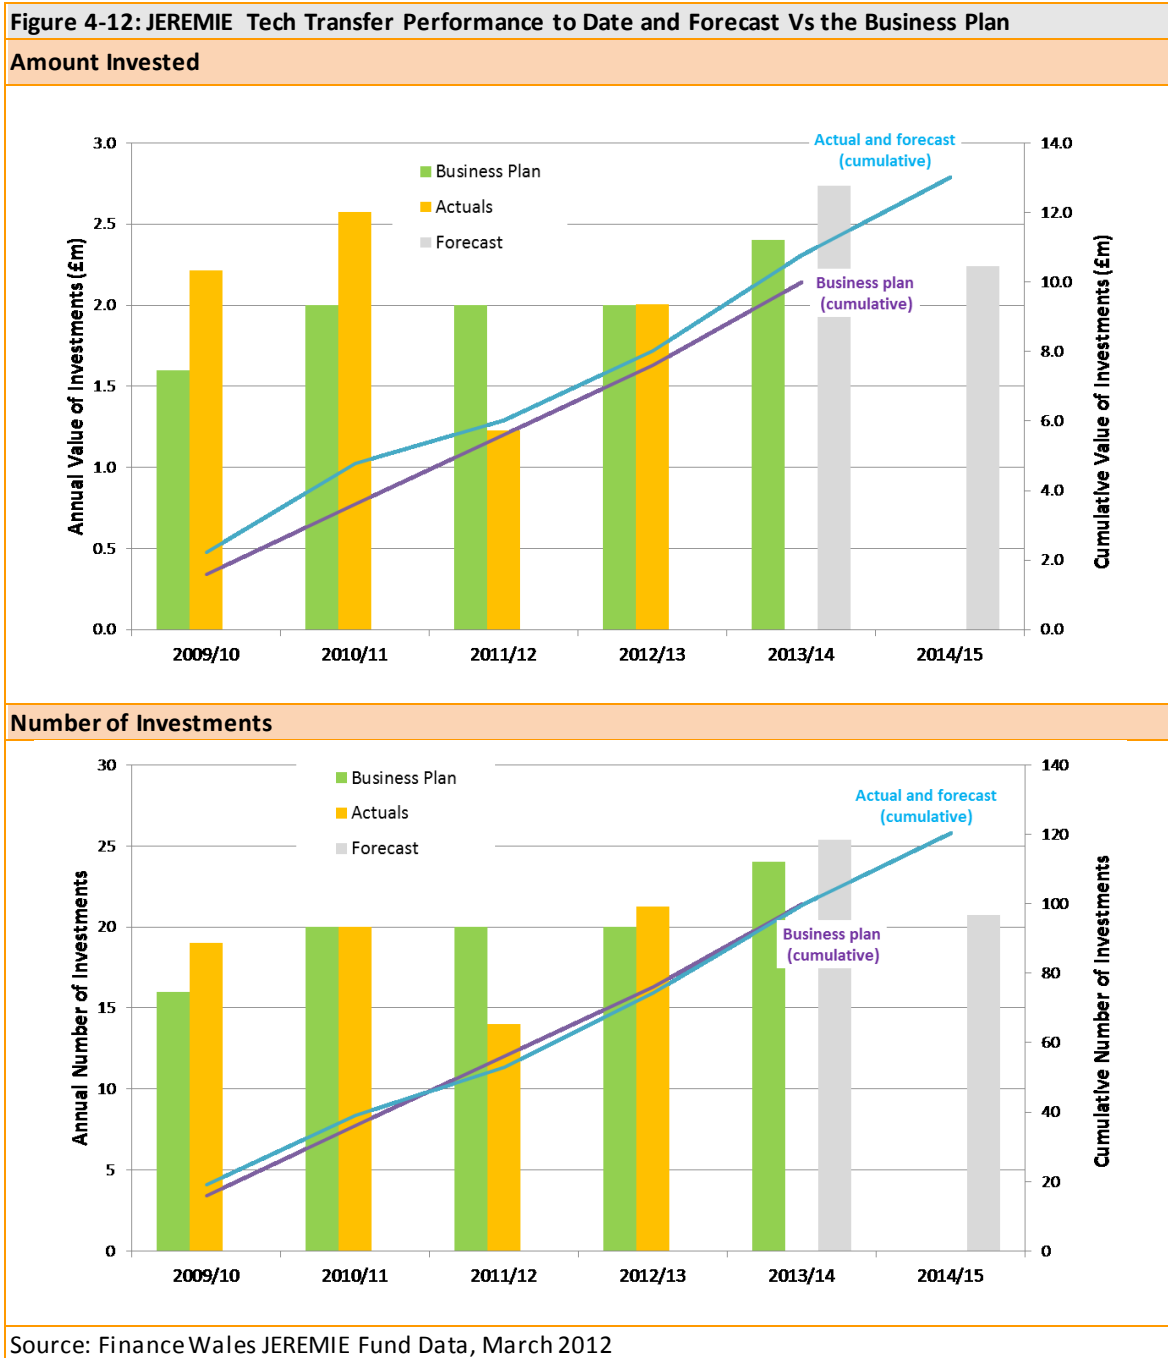 Figure 4-12: JEREMIE Tech Transfer Performance to Date and Forecast Vs the Business Plan
Amount Invested
Annual Value of Investments (£m)
3.0
2.5
2.0
1.5
1.0
0.5
0.0
Business Plan
Actuals
Forecast
Actual and forecast
(cumulative)
Business plan
(cumulative)
14.0
12.0
10.0
8.0
6.0
4.0
2.0
0.0
Cumulative Value of Investments (£m)
2009/10 2010/11 2011/12 2012/13 2013/14 2014/15
Number of Investments
Annual Number of Investments
30
25
20
15
10
5
0
Business Plan
Actuals
Forecast
Actual and forecast
(cumulative)
Business plan
(cumulative)
140
120
100
80
60
40
20
0
Cumulative Number of Investments
2009/10 2010/11 2011/12 2012/13 2013/14 2014/15
Source: Finance Wales JEREMIE Fund Data, March 2012